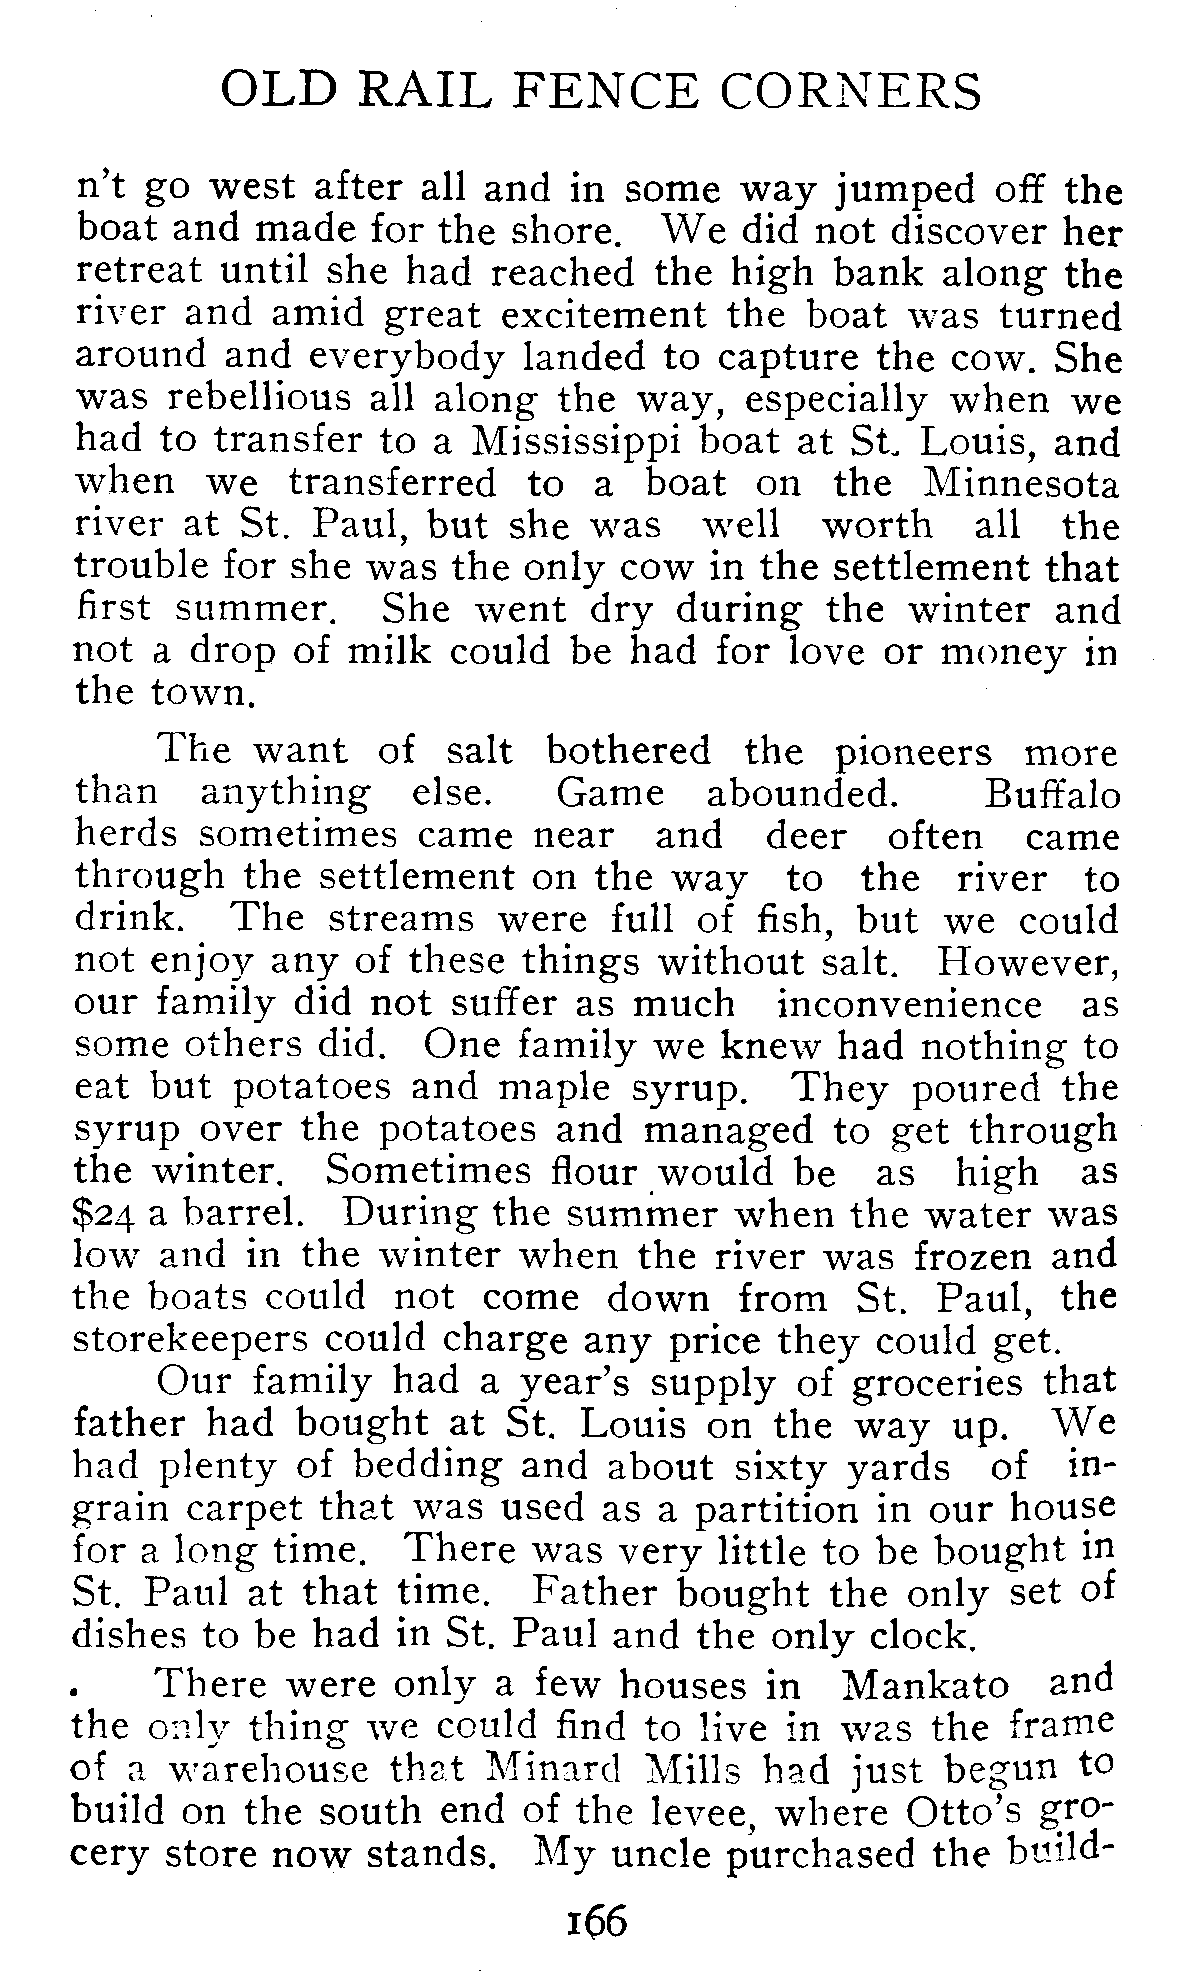 OLD RAIL FENCE CORNERS
n't go west after all and in some way jumped off the
boat and made for the shore. We did not discover her
retreat until she had reached the high bank along the
river and amid great excitement the boat was turned
around and everybody landed to capture the cow. She
was rebellious all along the way, especially when we
had to transfer to a Mississippi boat at St. Louis, and
when we transferred to a boat on the Minnesota
river at St. Paul, but she was well worth all the
trouble for she was the only cow in the settlement that
first summer. She went dry during the winter and
not a drop of milk could be had for love or money in
the town.
The want of salt bothered the pioneers more
than anything else. Game abounded. Buffalo
herds sometimes came near and deer often came
through the settlement on the way to the river to
drink. The streams were full of fish, but we could
not enjoy any of these things without salt. However,
our family did not suffer as much inconvenience as
some others did. One family we knew had nothing to
eat but potatoes and maple syrup. They poured the
syrup over the potatoes and managed to get through
the winter. Sometimes flour would be as high as
$24 a barrel. During the summer when the water was
low and in the winter when the river was frozen and
the boats could not come down from St. Paul, the
storekeepers could charge any price they could get.
Our family had a year's supply of groceries that
father had bought at St. Louis on the way up. We
had plenty of bedding and about sixty yards of in-
grain carpet that was used as a partition in our house
for a long time. There was very little to be bought in
St. Paul at that time. Father bought the only set of
dishes to be had in St. Paul and the only clock.
There were only a few houses in Mankato and
the only thing we could find to live in was the frame
of a warehouse that Minard Mills had just begun to
build on the south end of the levee, where Otto's gro-
cery store now stands. My uncle purchased the build-
166